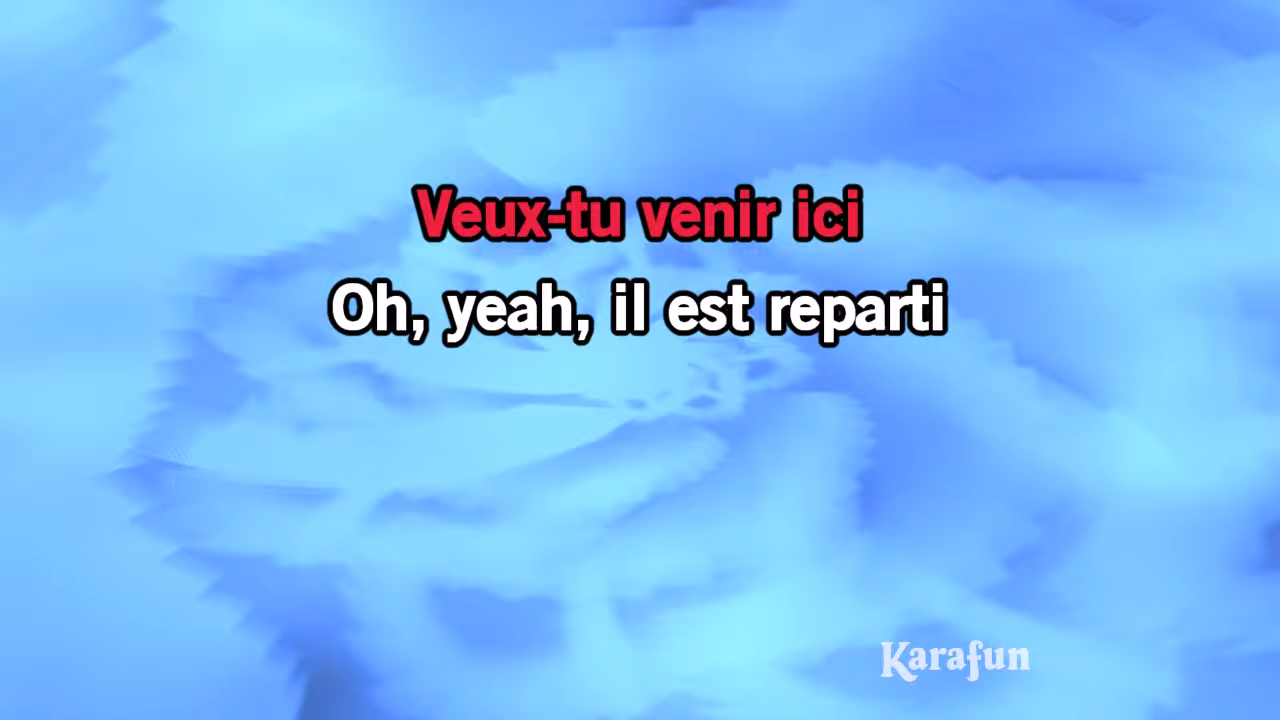 Veux-tu venir ici
Oh, yeah, il est reparti
Karafun